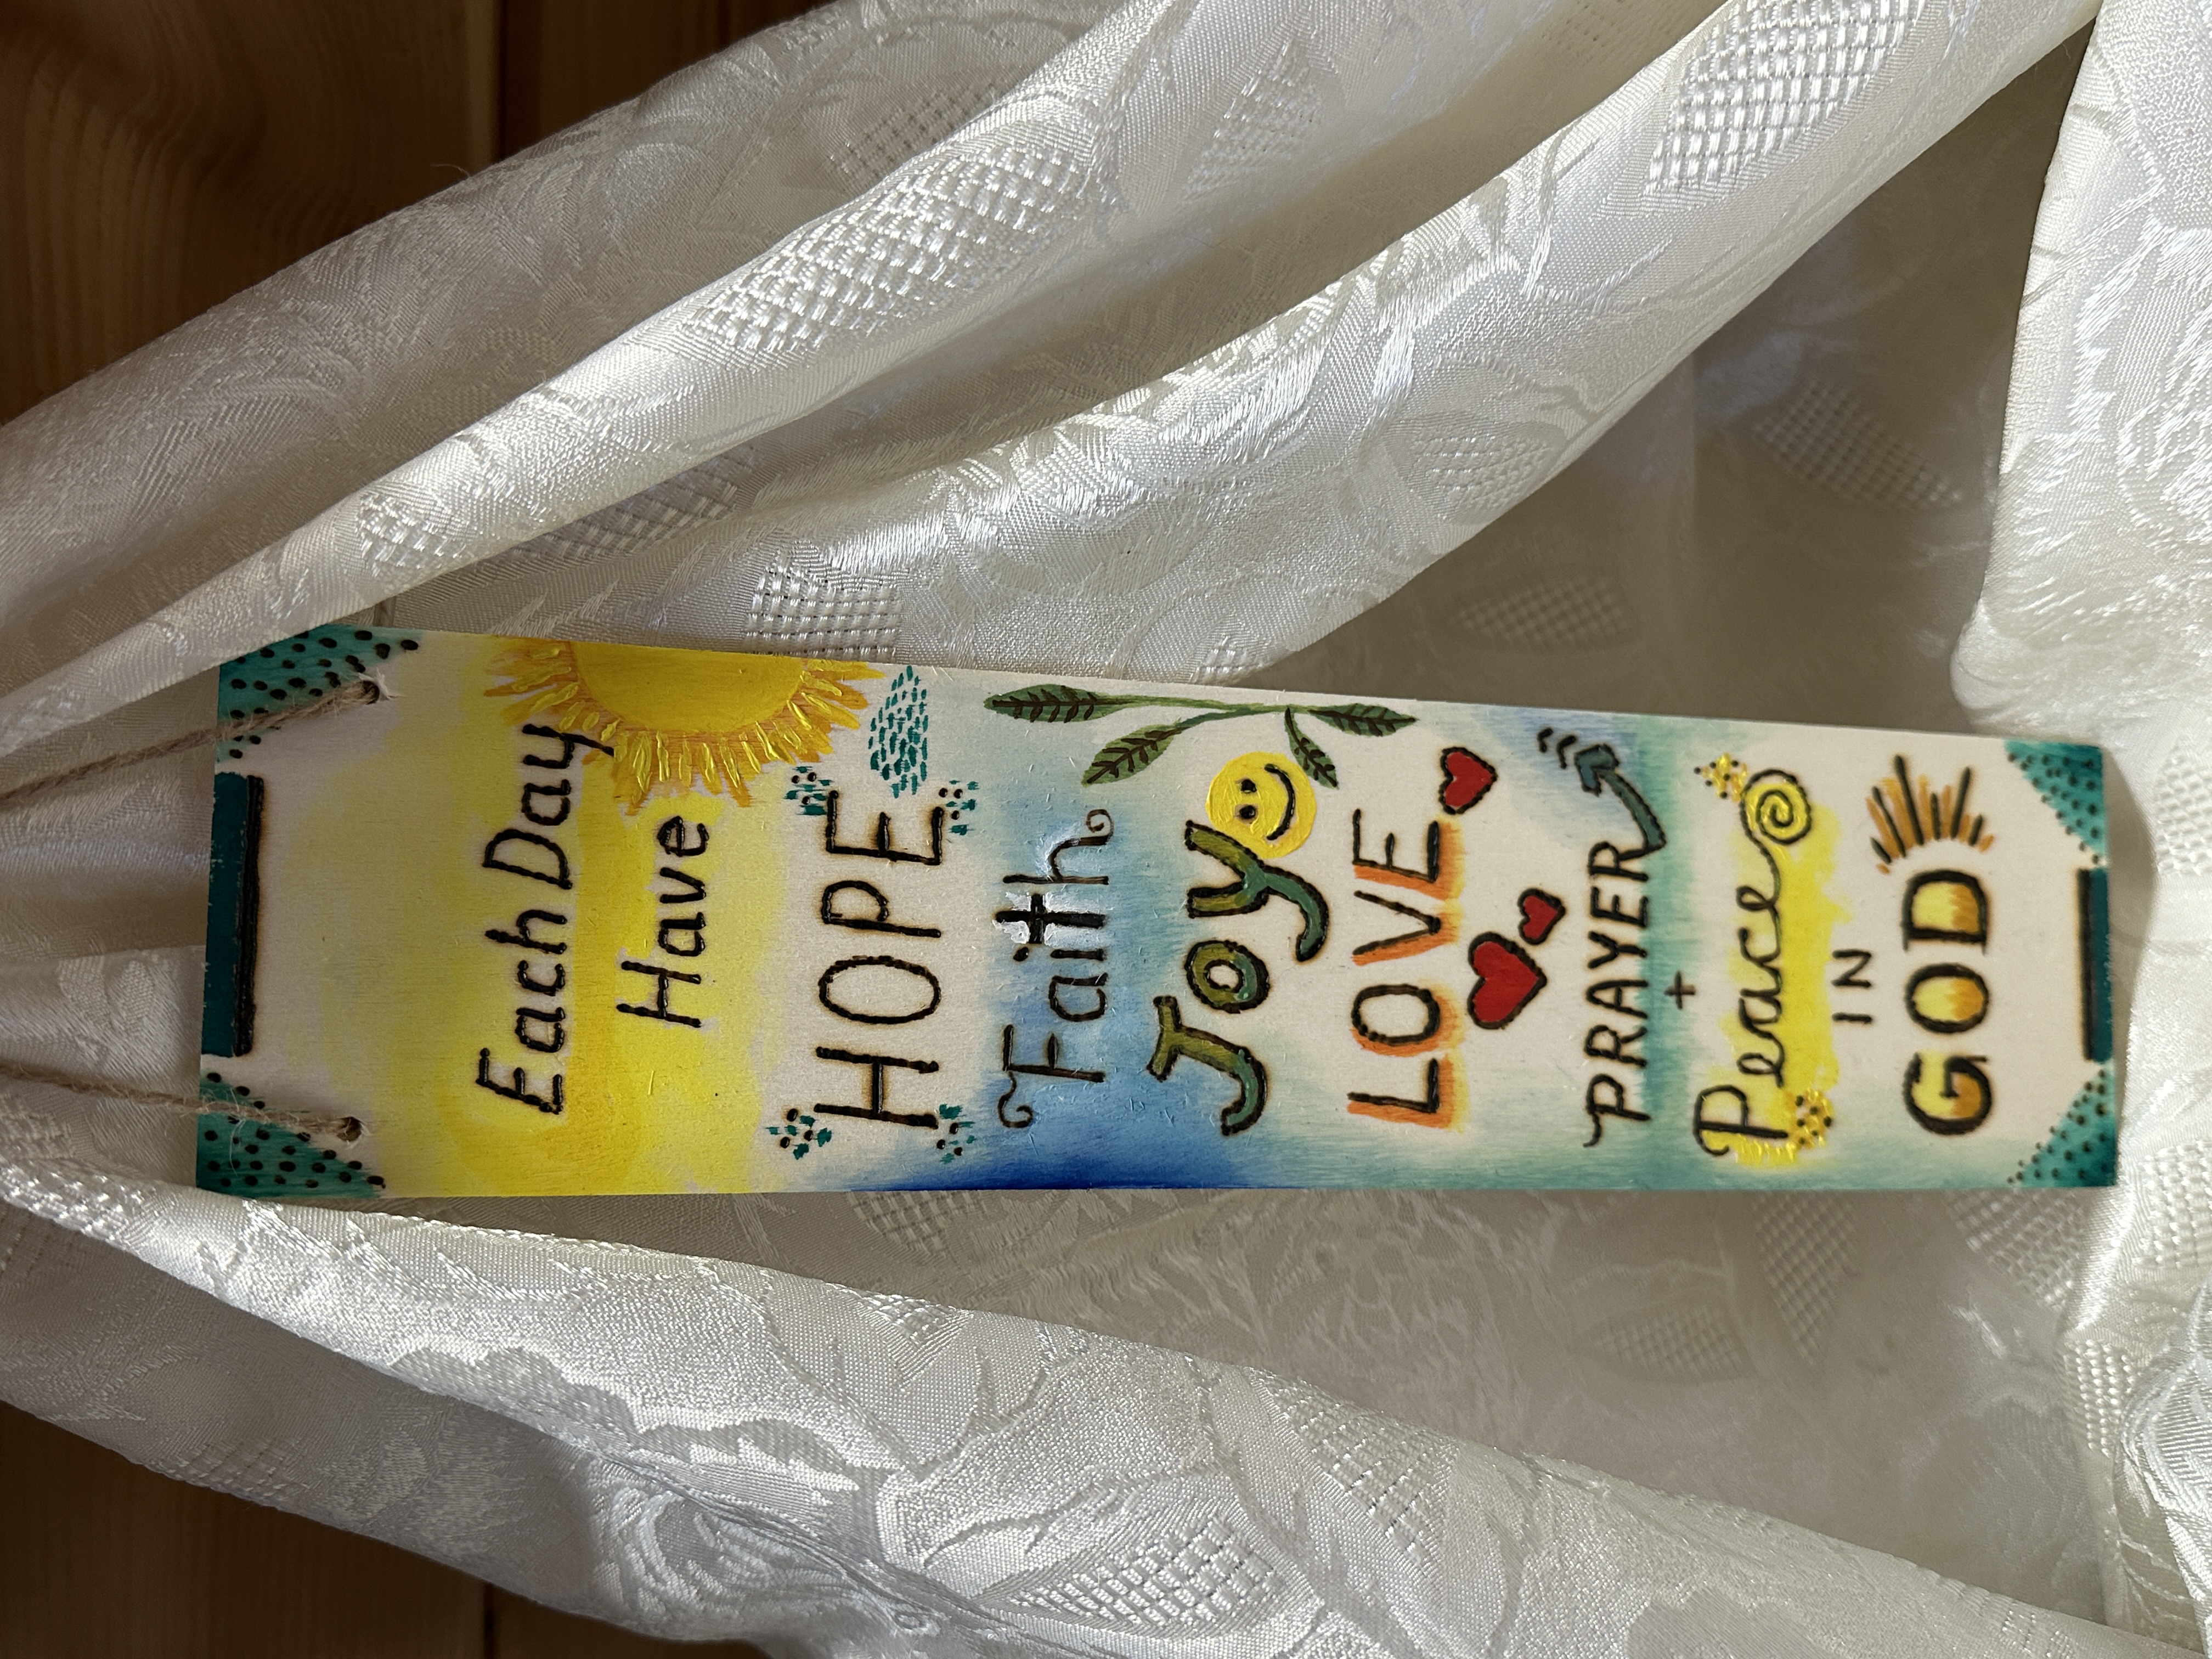 Each Day
Have
HOPE
Faith
Joy
LOVE
PRAYER
+
Peace
IN
GOD